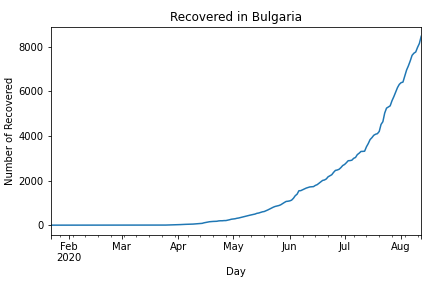 Recovered in Bulgaria
Number of Recovered
8000
6000
4000
2000
0
Feb Mar Apr May Jun Jul Aug
2020
Day